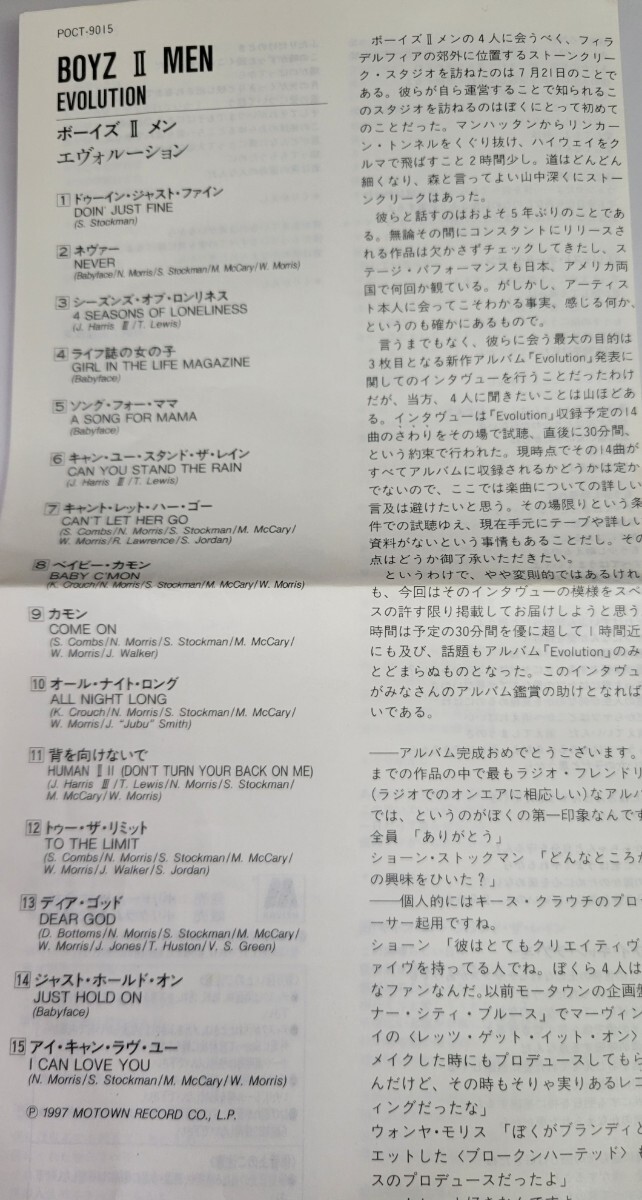 POCT-9015
BOYZ Ⅱ MEN
EVOLUTION
ボーイズ Ⅱ メン
エヴォルーション
1 ドゥーイン・ジャスト・ファイン
DOIN' JUST FINE
(S. Stockman)
2 ネヴァー
NEVER
(Babyface/N. Morris/S. Stockman/M. McCary/W. Morris)
3 シーズンズ・オブ・ロンリネス
4 SEASONS OF LONELINESS
(J. Harris Ⅲ/T. Lewis)
4 ライフ誌の女の子
GIRL IN THE LIFE MAGAZINE
(Babyface)
5 ソング・フォー・ママ
A SONG FOR MAMA
(Babyface)
6 キャン・ユー・スタンド・ザ・レイン
CAN YOU STAND THE RAIN
(J. Harris Ⅲ/T. Lewis)
7 キャント・レット・ハー・ゴー
CAN'T LET HER GO
(S. Combs/N. Morris/S. Stockman/M. McCary/
W. Morris/R. Lawrence/S. Jordan)
8 ベイビー・カモン
BABY C'MON
(K. Crouch/N. Morris/S. Stockman/M. McCary/W. Morris)
9 カモン
COME ON
(S. Combs/N. Morris/S. Stockman/M. McCary/
W. Morris/J. Walker)
10 オール・ナイト・ロング
ALL NIGHT LONG
(K. Crouch/N. Morris/S. Stockman/M. McCary/
W. Morris/J. "Jubu" Smith)
11 背を向けないで
HUMAN Ⅱ II (DON'T TURN YOUR BACK ON ME)
(J. Harris Ⅲ/T. Lewis/N. Morris/S. Stockman/
M. McCary/W. Morris)
12 トゥー・ザ・リミット
TO THE LIMIT
(S. Combs/N. Morris/S. Stockman/M. McCary/
W. Morris/J. Walker/S. Jordan)
13 ディア・ゴッド
DEAR GOD
(D. Bottoms/N. Morris/S. Stockman/M. McCary/
W. Morris/J. Jones/T. Huston/V. S. Green)
14 ジャスト・ホールド・オン
JUST HOLD ON
(Babyface)
15 アイ・キャン・ラヴ・ユー
I CAN LOVE YOU
(N. Morris/S. Stockman/M. McCary/W. Morris)
Ⓟ 1997 MOTOWN RECORD CO., L.P.
ボーイズⅡメンの4人に会うべく、フィラ
デルフィアの郊外に位置するストーンクリー
ク・スタジオを訪ねたのは7月21日のことで
ある。彼らが自ら運営することで知られるこ
のスタジオを訪ねるのはぼくにとって初めて
のことだった。マンハッタンからリンカー
ン・トンネルをくぐり抜け、ハイウェイをク
ルマで飛ばすこと2時間少し。道はどんどん
細くなり、森と言ってよい山中深くにストー
ンクリークはあった。
彼らと話すのはおよそ5年ぶりのことであ
る。無論その間にコンスタントにリリースさ
れる作品は欠かさずチェックしてきたし、ス
テージ・パフォーマンスも日本、アメリカ両
国で何回か観ている。がしかし、アーティス
ト本人に会ってこそわかる事実、感じる何か、
というのも確かにあるもので。
言うまでもなく、彼らに会う最大の目的は
3枚目となる新作アルバム「Evolution」発表に
関してのインタヴューを行うことだったわけ
だが、当方、4人に聞きたいことは山ほどあ
る。インタヴューは「Evolution」収録予定の14
曲のさわりをその場で試聴、直後に30分間、
という約束で行われた。現時点でその14曲が
すべてアルバムに収録されるかどうかは定か
でないので、ここでは楽曲についての詳しい
言及は避けたいと思う。その場限りという条
件での試聴ゆえ、現在手元にテープや詳しい
資料がないという事情もあることだし。その
点はどうか御了承いただきたい。
というわけで、やや変則的ではあるけれ
も、今回はそのインタヴューの模様をスペ
スの許す限り掲載してお届けしようと思う
時間は予定の30分間を優に超して1時間近
にも及び、話題もアルバム「Evolution」のみ
とどまらぬものとなった。このインタヴュ
がみなさんのアルバム鑑賞の助けとなれば
いである。
――アルバム完成おめでとうございます。
までの作品の中で最もラジオ・フレンドリ
(ラジオでのオンエアに相応しい)なアルバ
では、というのがぼくの第一印象なんです
全員 「ありがとう」
ショーン・ストックマン 「どんなところが
の興味をひいた？」
――個人的にはキース・クラウチのプロデ
ーサー起用ですね。
ショーン 「彼はとてもクリエイティヴ
ァイヴを持ってる人でね。ぼくら4人は
なファンなんだ。以前モータウンの企画盤
ナー・シティ・ブルース』でマーヴィン
イの〈レッツ・ゲット・イット・オン〉
メイクした時にもプロデュースしてもら
んだけど、その時もそりゃ実りあるレコ
ィングだったな」
ウォンヤ・モリス 「ぼくがブランディと
エットした〈ブロークンハーテッド〉も
スのプロデュースだったよ」